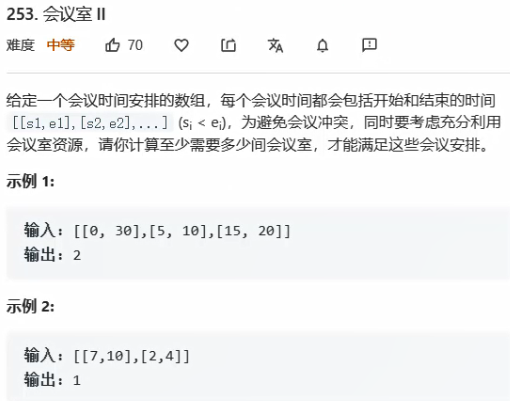 253. 会议室 II
难度 中等 70
给定一个会议时间安排的数组，每个会议时间都会包括开始和结束的时间
[[s1,e1],[s2,e2],...] (si < ei)，为避免会议冲突，同时要考虑充分利用
会议室资源，请你计算至少需要多少间会议室，才能满足这些会议安排。
示例 1:
输入: [[0, 30],[5, 10],[15, 20]]
输出: 2
示例 2:
输入: [[7,10],[2,4]]
输出: 1